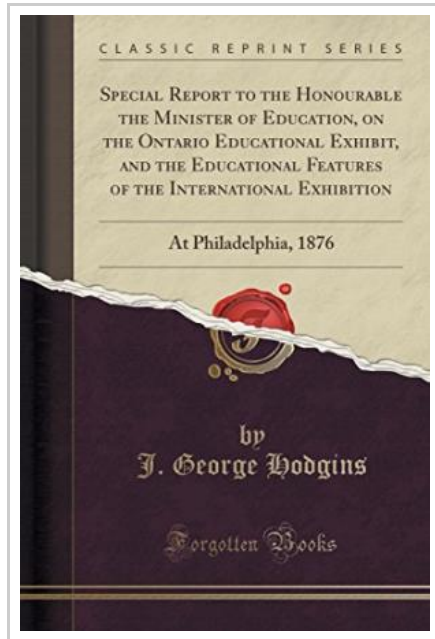 CLASSIC REPRINT SERIES
SPECIAL REPORT TO THE HONOURABLE
THE MINISTER OF EDUCATION, ON
THE ONTARIO EDUCATIONAL EXHIBIT,
AND THE EDUCATIONAL FEATURES
OF THE INTERNATIONAL EXHIBITION
At Philadelphia, 1876
by
J. George Hodgins
Forgotten Books